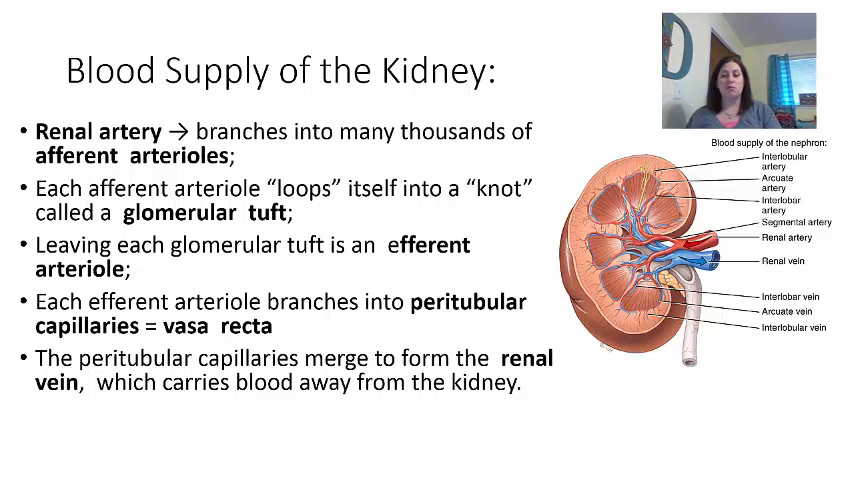 Blood Supply of the Kidney:
• Renal artery → branches into many thousands of
afferent arterioles;
• Each afferent arteriole “loops” itself into a “knot”
called a glomerular tuft;
• Leaving each glomerular tuft is an efferent
arteriole;
• Each efferent arteriole branches into peritubular
capillaries = vasa recta
• The peritubular capillaries merge to form the renal
vein, which carries blood away from the kidney.
Blood supply of the nephron:
Interlobular
artery
Arcuate
artery
Interlobar
artery
Segmental artery
Renal artery
Renal vein
Interlobar vein
Arcuate vein
Interlobular vein